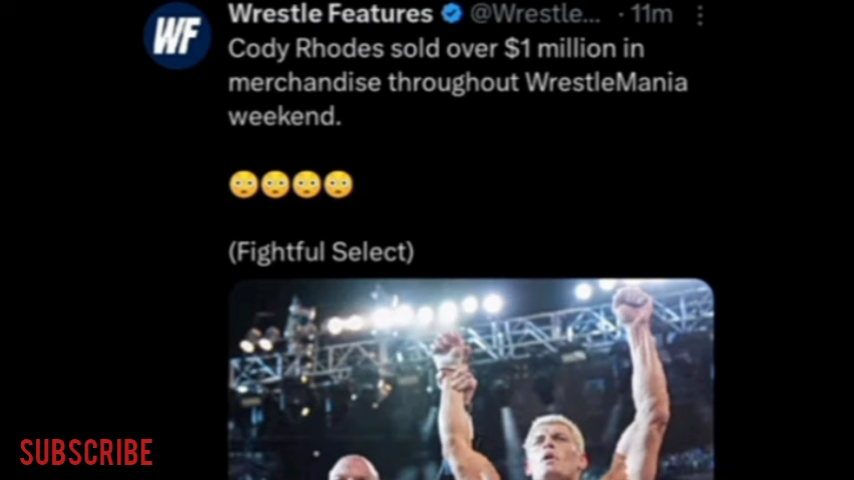 WF
Wrestle Features @Wrestle... · 11m
Cody Rhodes sold over $1 million in
merchandise throughout WrestleMania
weekend.
😳😳😳😳
(Fightful Select)
SUBSCRIBE